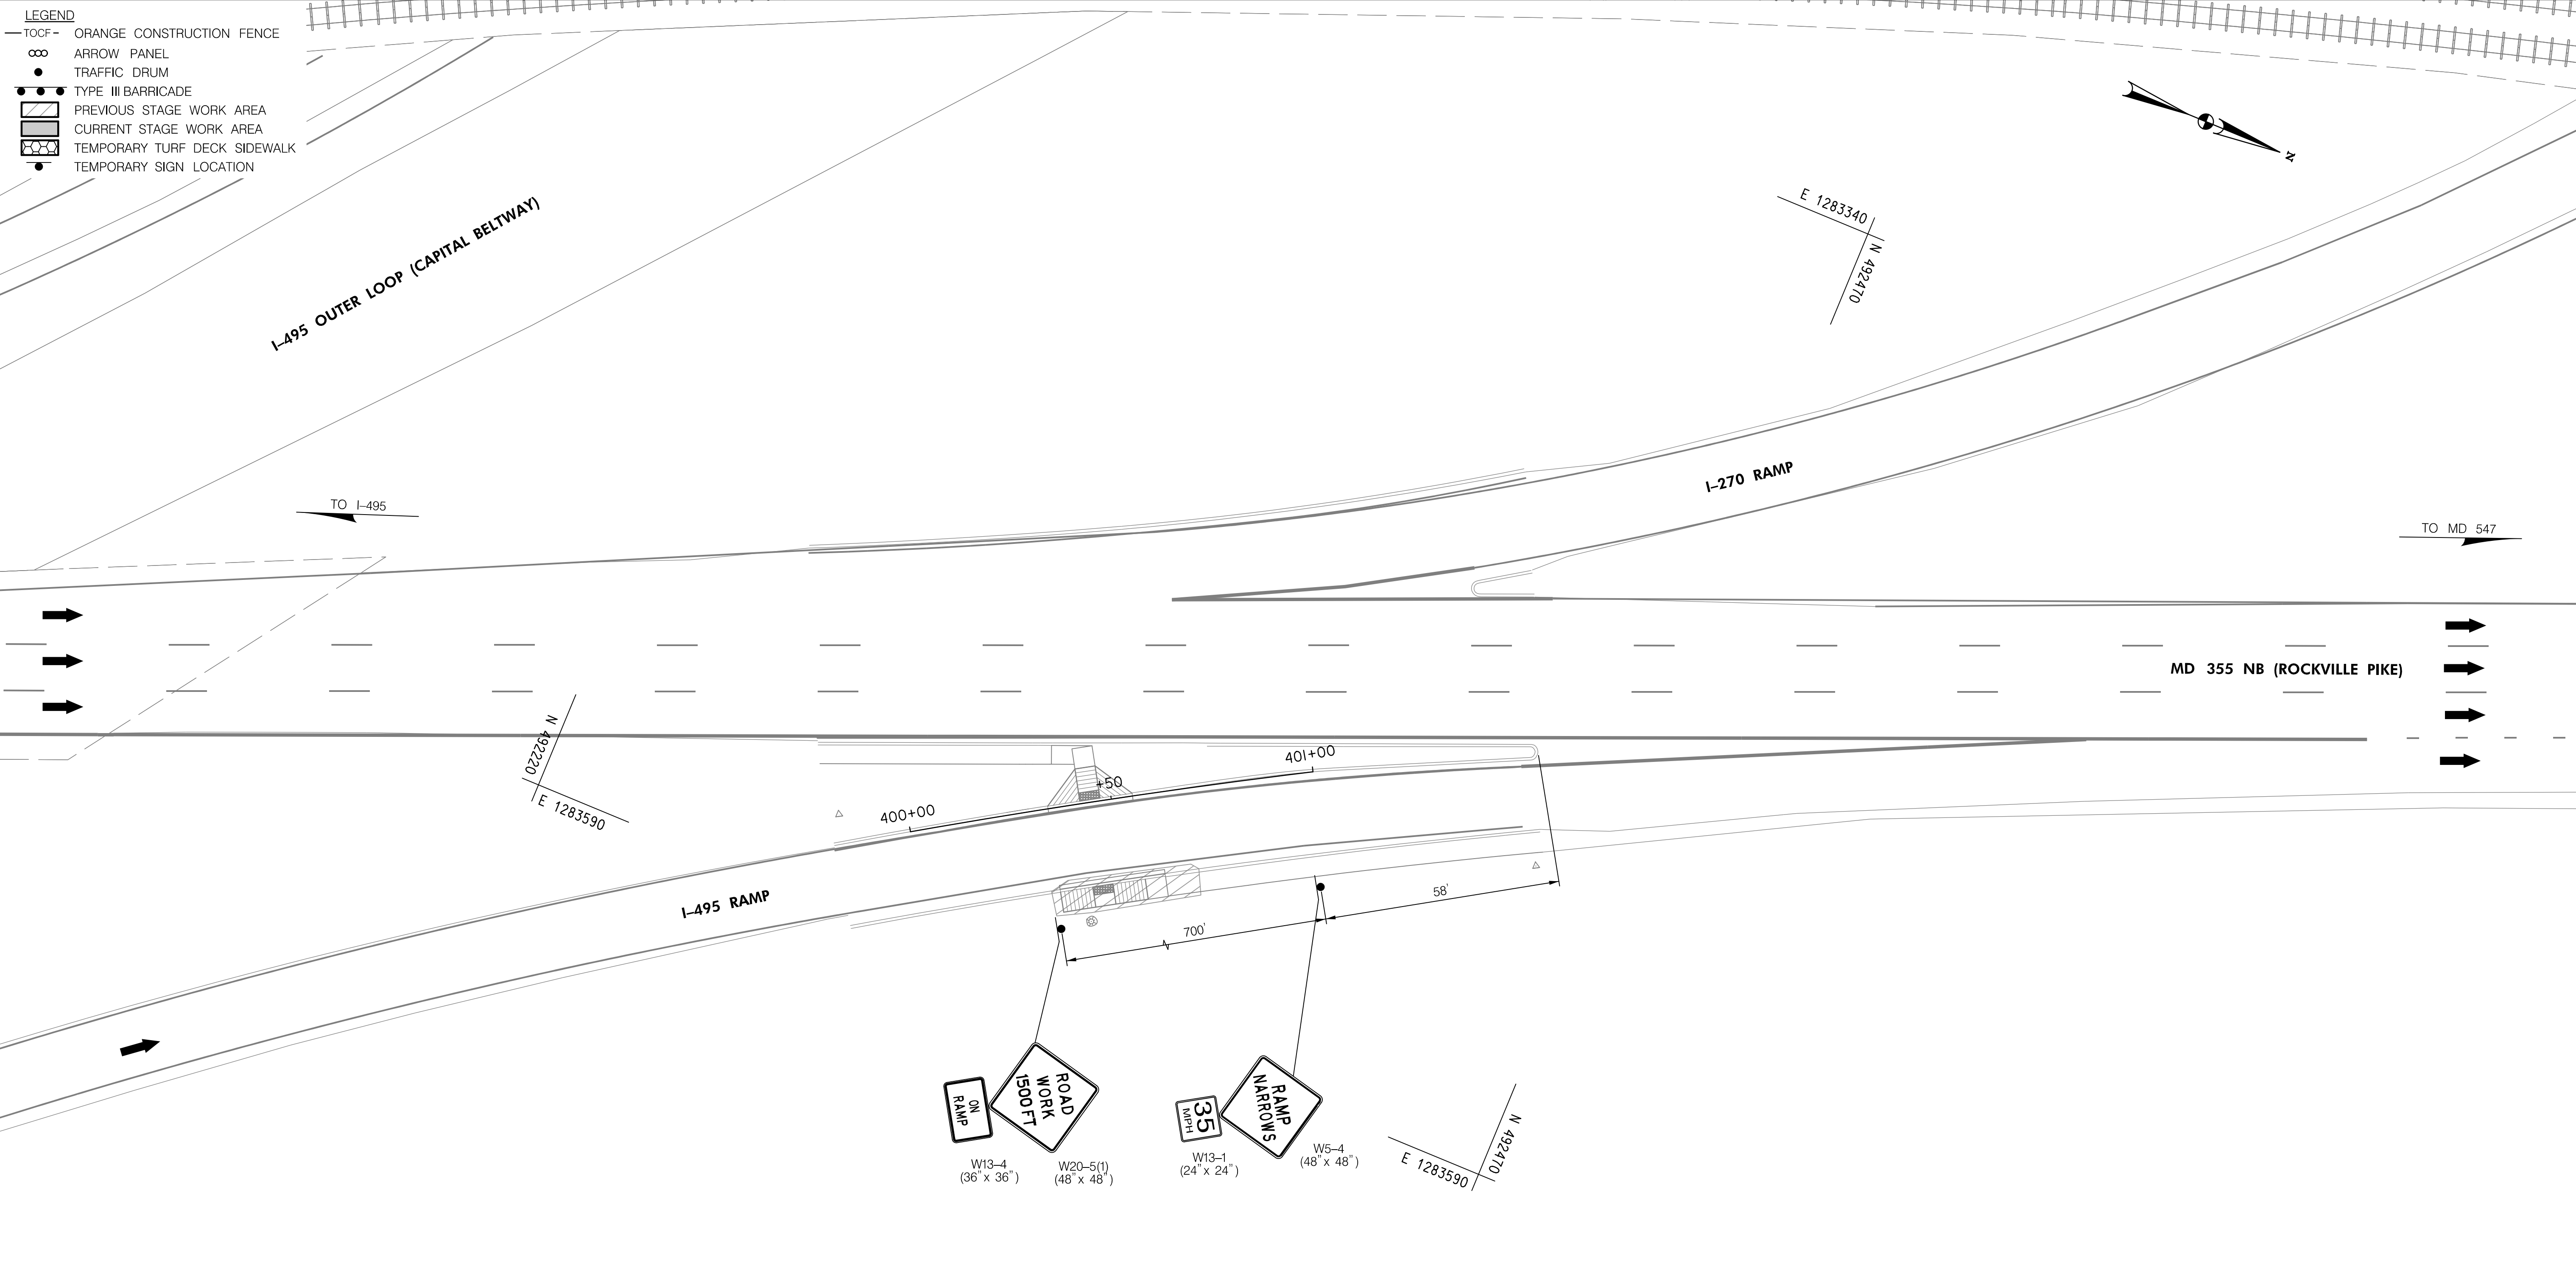 LEGEND
TOCF
ORANGE CONSTRUCTION FENCE
ARROW PANEL
TRAFFIC DRUM
TYPE III BARRICADE
PREVIOUS STAGE WORK AREA
CURRENT STAGE WORK AREA
TEMPORARY TURF DECK SIDEWALK
TEMPORARY SIGN LOCATION
N
I-495 OUTER LOOP (CAPITAL BELTWAY)
E 1283340
N 492470
I-270 RAMP
TO I-495
TO MD 547
MD 355 NB (ROCKVILLE PIKE)
N 492220
E 1283590
400+00
+50
401+00
I-495 RAMP
58'
700'
ROAD
WORK
1500 FT
ON
RAMP
RAMP
NARROWS
35
MPH
W13-4
(36" x 36")
W20-5(1)
(48" x 48")
W13-1
(24" x 24")
W5-4
(48" x 48")
E 1283590
N 492470